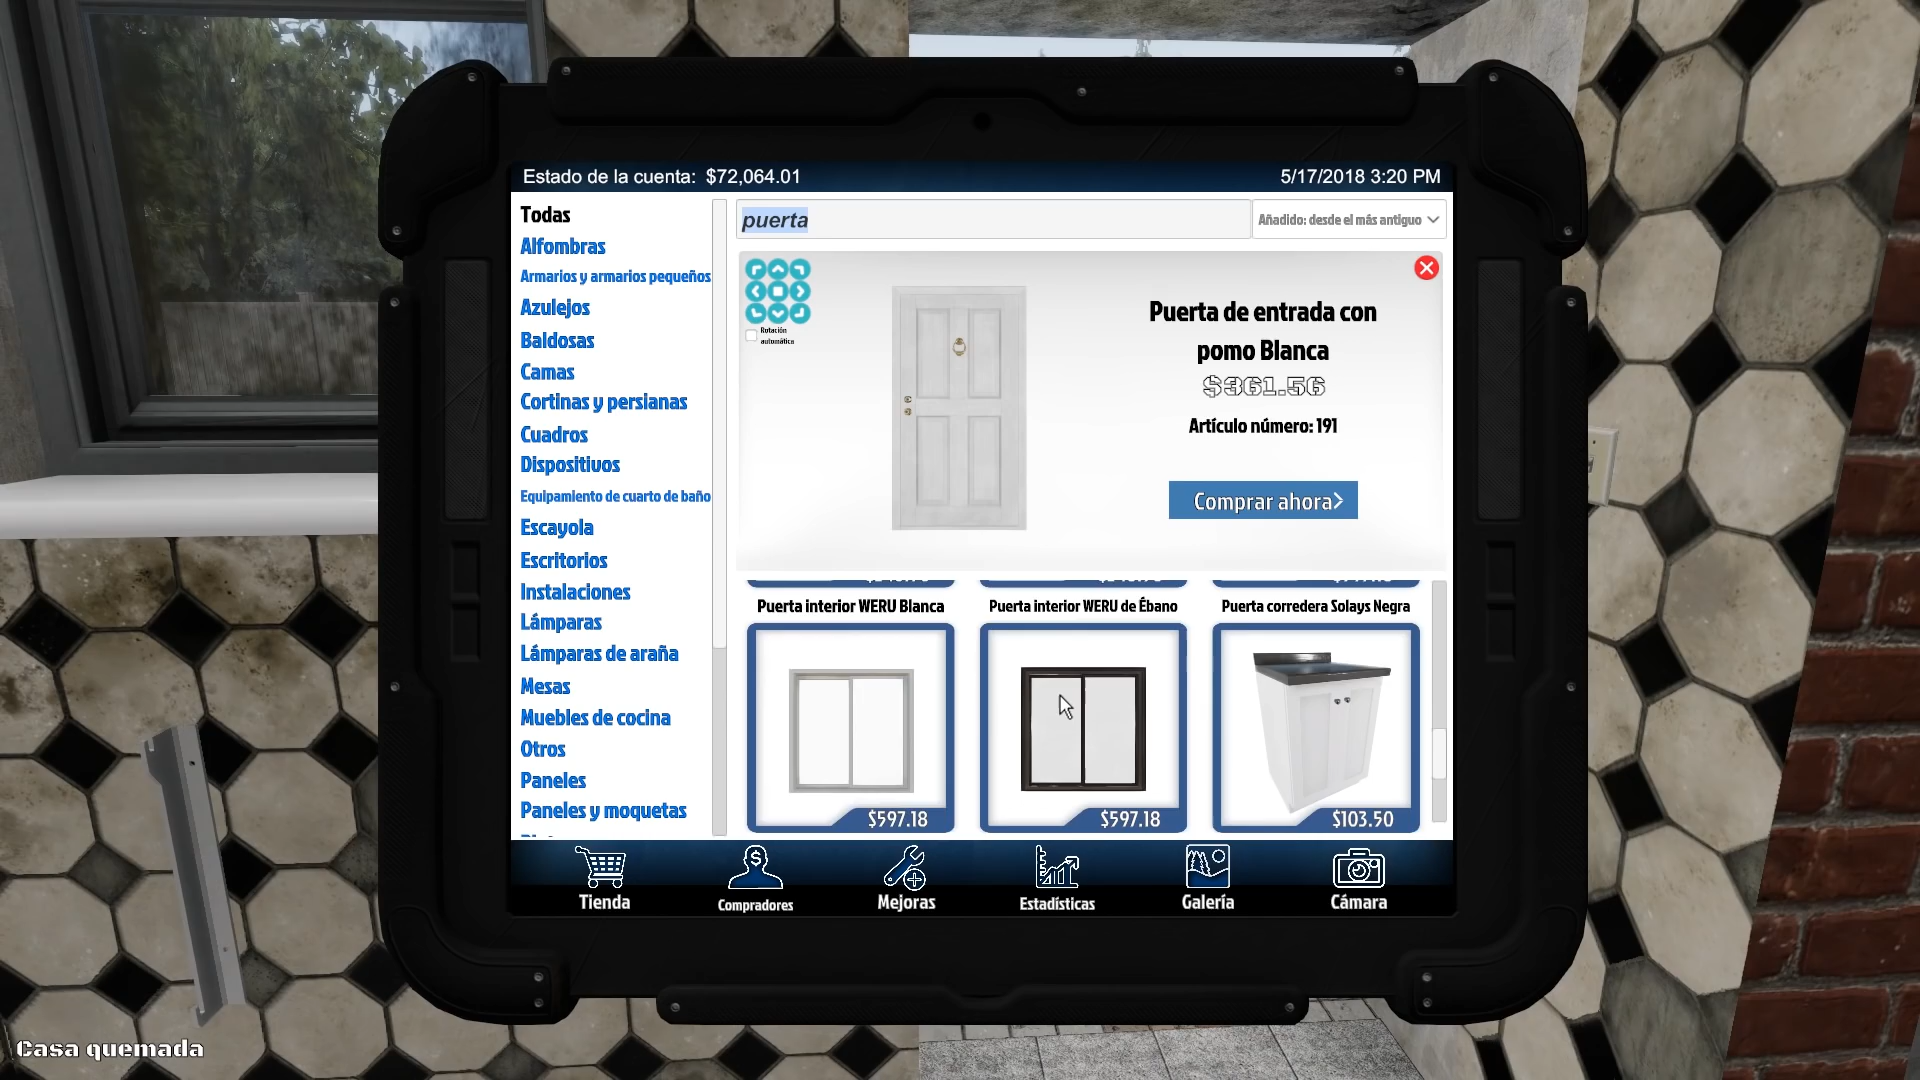 Estado de la cuenta: $72,064.01
5/17/2018 3:20 PM
Todas
Alfombras
Armarios y armarios pequeños
Azulejos
Baldosas
Camas
Cortinas y persianas
Cuadros
Dispositivos
Equipamiento de cuarto de baño
Escayola
Escritorios
Instalaciones
Lámparas
Lámparas de araña
Mesas
Muebles de cocina
Otros
Paneles
Paneles y moquetas
puerta
Añadido: desde el más antiguo
Rotación
automática
Puerta de entrada con
pomo Blanca
$361.56
Artículo número: 191
Comprar ahora>
Puerta interior WERU Blanca
Puerta interior WERU de Ébano
Puerta corredera Solays Negra
$597.18
$597.18
$103.50
Tienda
Compradores
Mejoras
Estadísticas
Galería
Cámara
Casa quemada